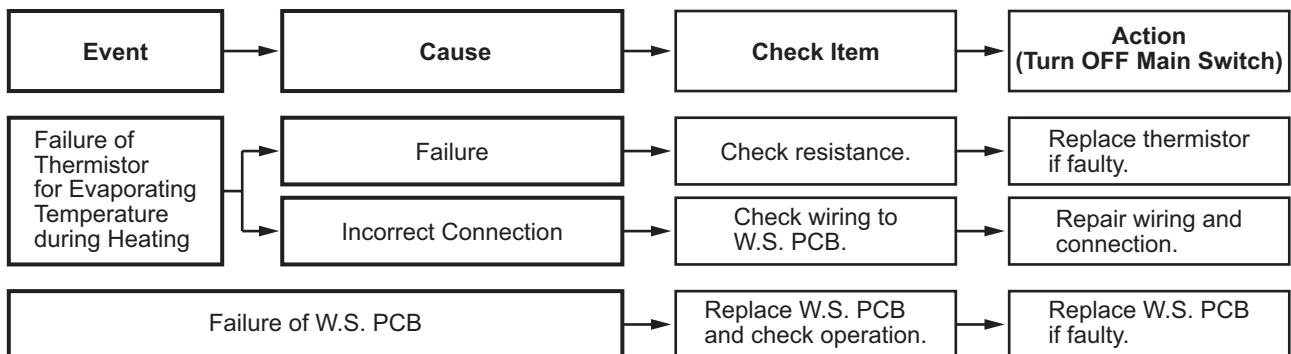 Event
Cause
Check Item
Action
(Turn OFF Main Switch)
Failure of
Thermistor
for Evaporating
Temperature
during Heating
Failure
Check resistance.
Replace thermistor
if faulty.
Incorrect Connection
Check wiring to
W.S. PCB.
Repair wiring and
connection.
Failure of W.S. PCB
Replace W.S. PCB
and check operation.
Replace W.S. PCB
if faulty.